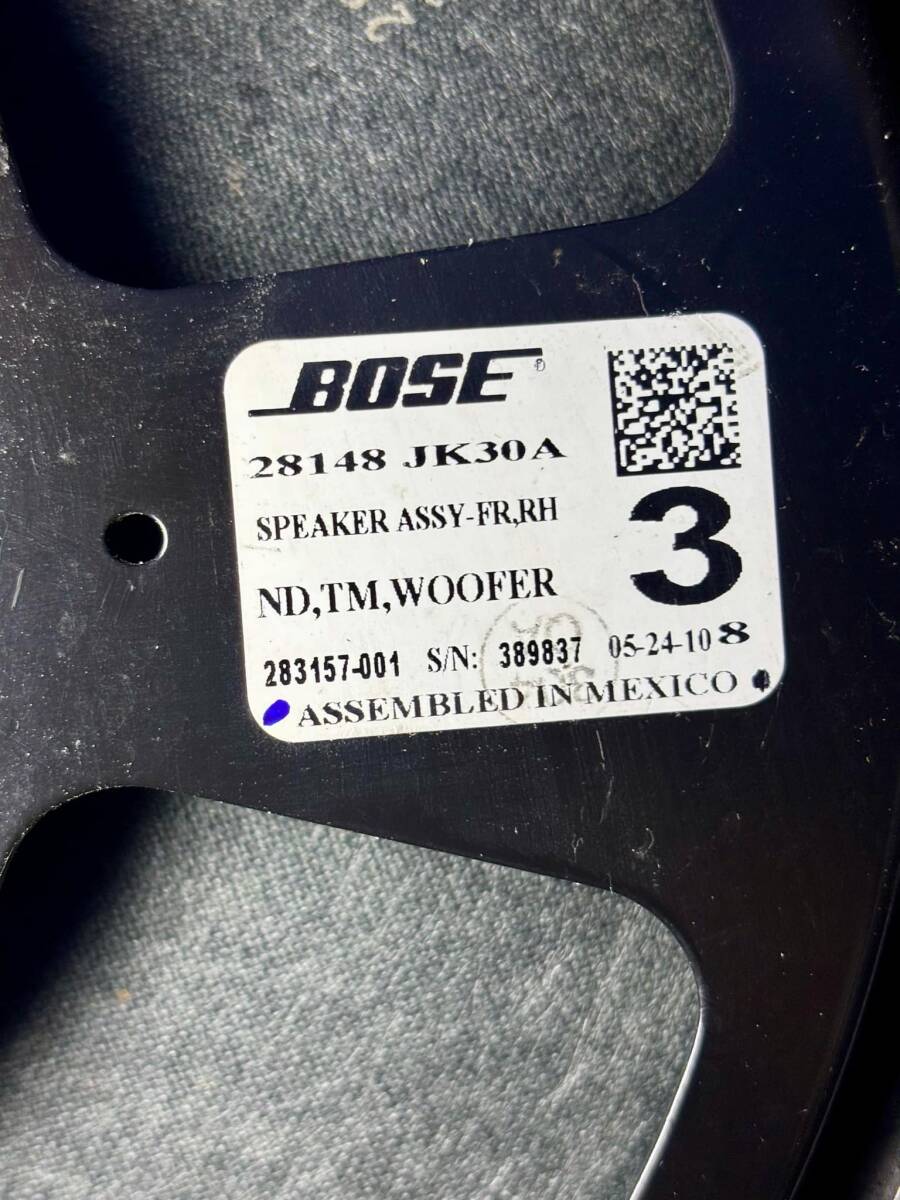 BOSE®
28148 JK30A
SPEAKER ASSY-FR,RH
3
ND,TM,WOOFER
283157-001 S/N: 389837 05-24-10 8
ASSEMBLED IN MEXICO